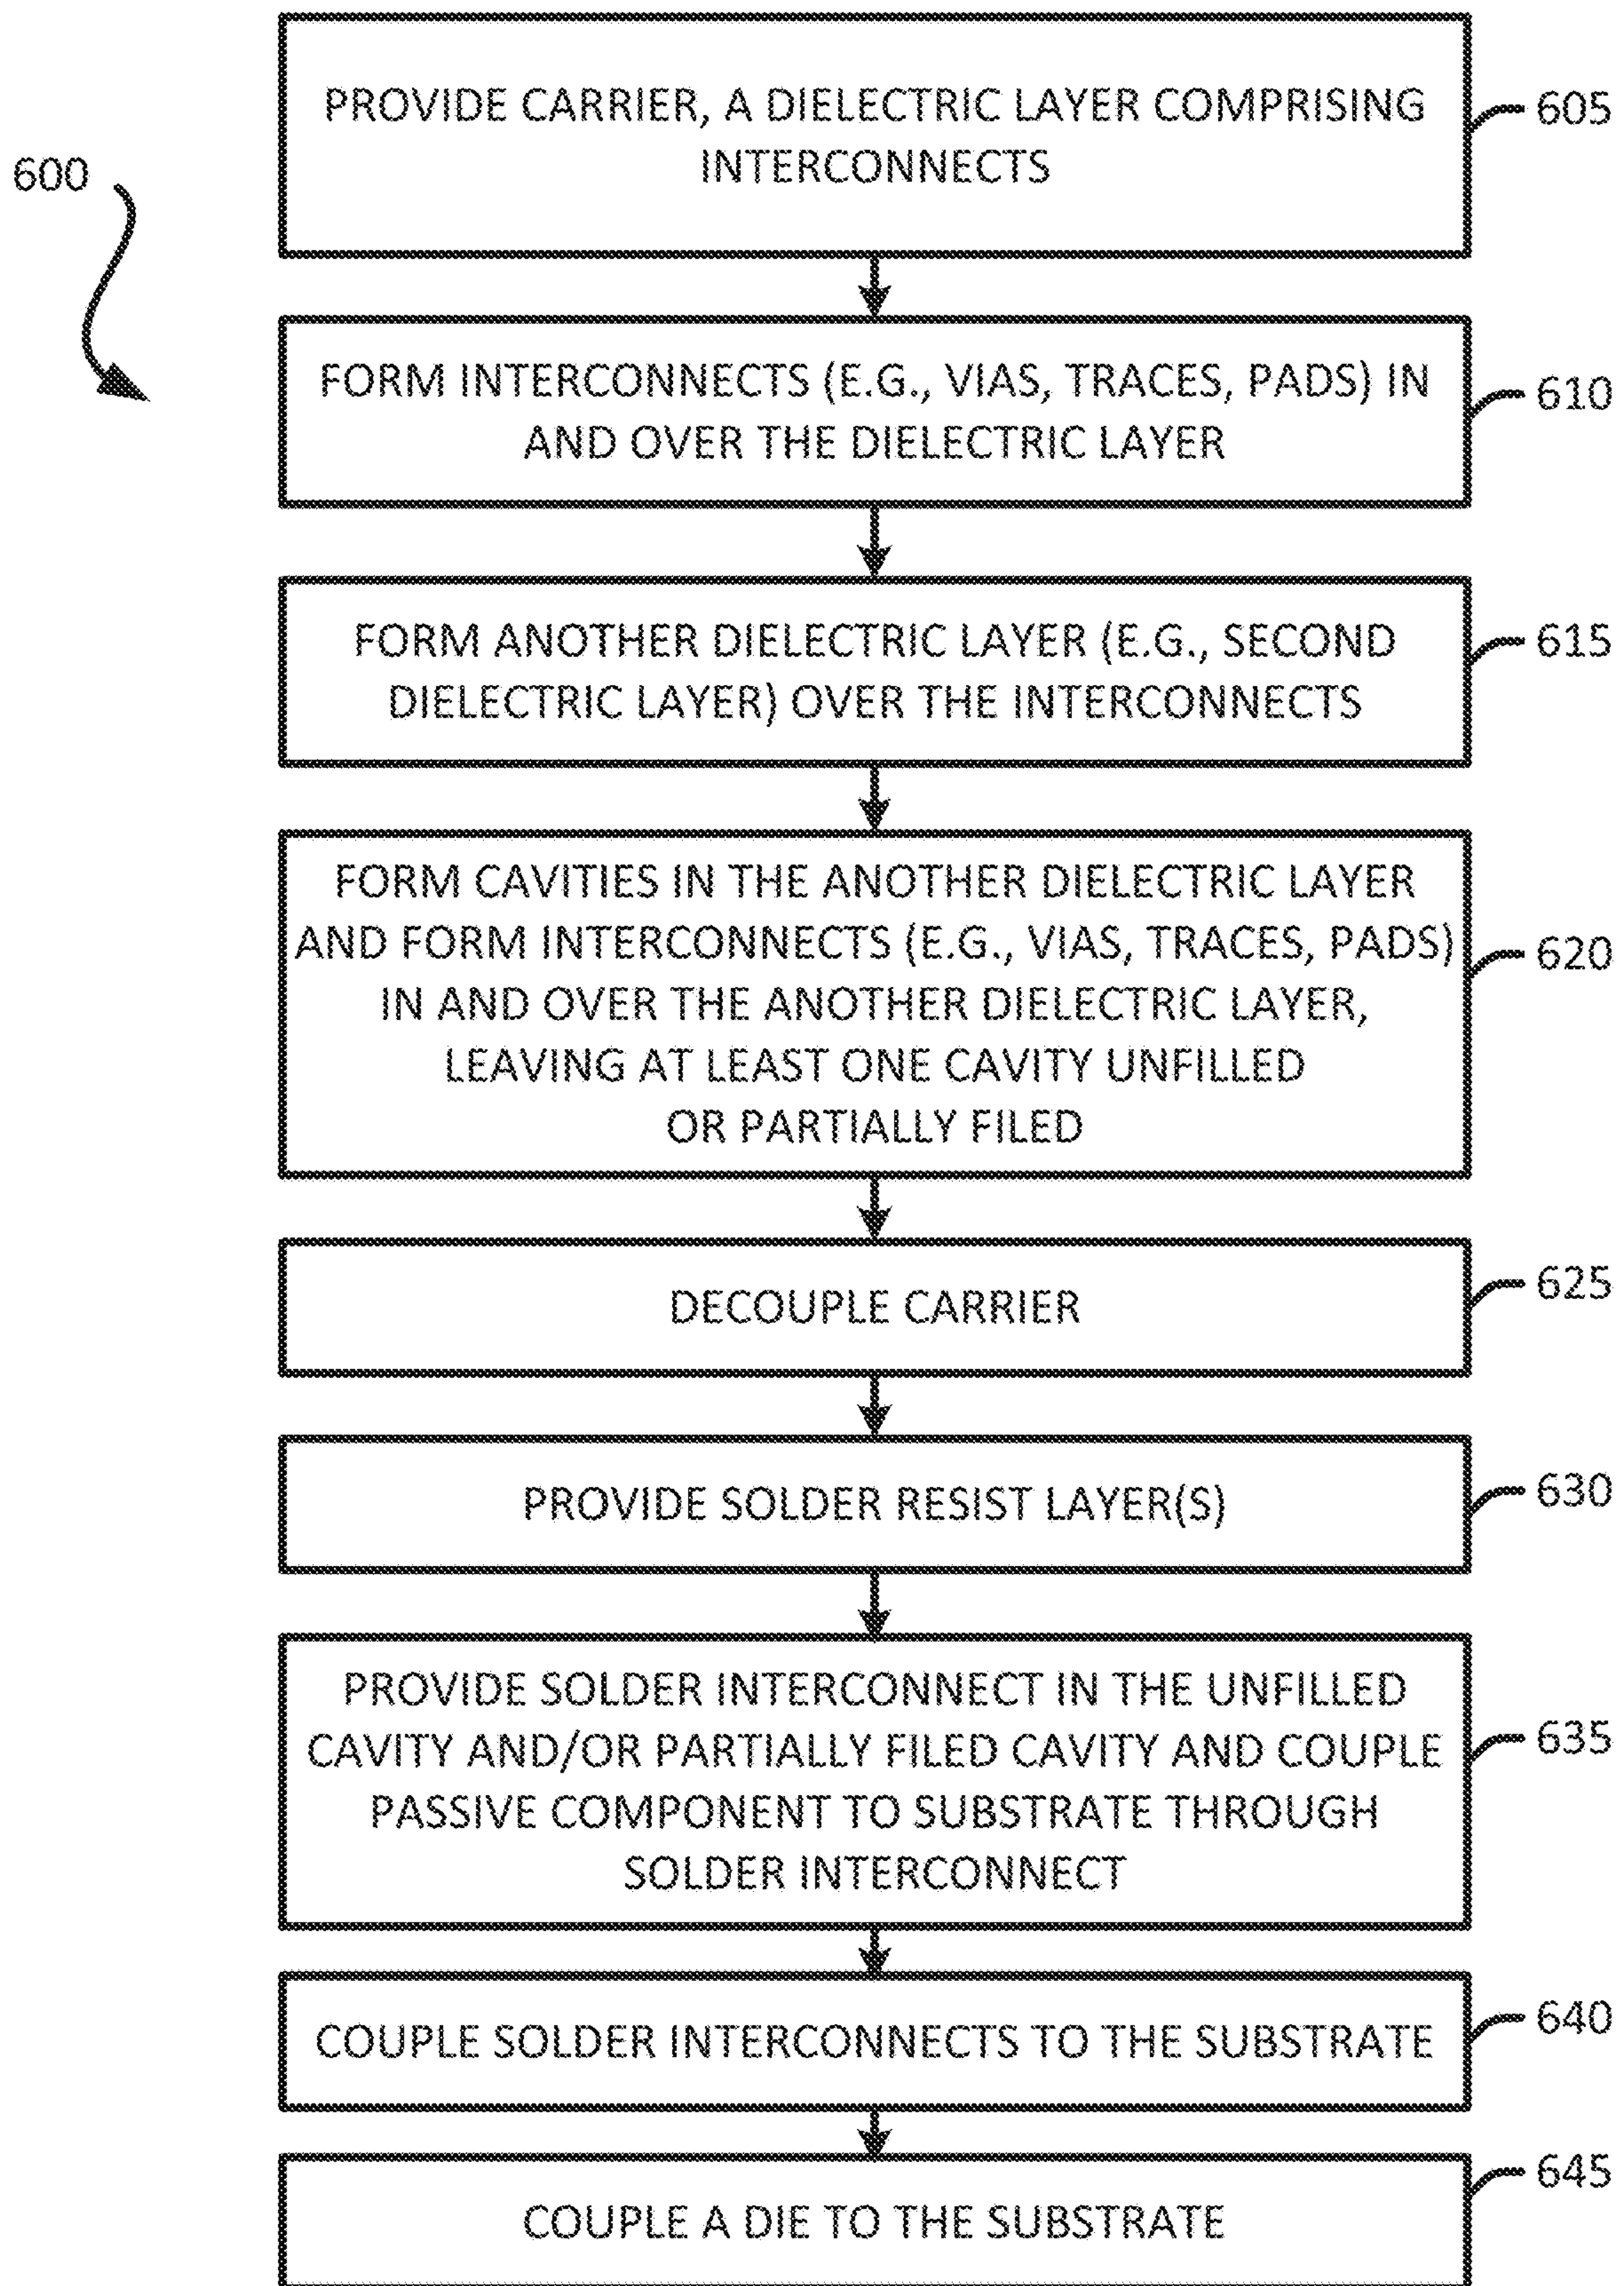 PROVIDE CARRIER, A DIELECTRIC LAYER COMPRISING
INTERCONNECTS
605
600
FORM INTERCONNECTS (E.G., VIAS, TRACES, PADS) IN
AND OVER THE DIELECTRIC LAYER
610
FORM ANOTHER DIELECTRIC LAYER (E.G., SECOND
DIELECTRIC LAYER) OVER THE INTERCONNECTS
615
FORM CAVITIES IN THE ANOTHER DIELECTRIC LAYER
AND FORM INTERCONNECTS (E.G., VIAS, TRACES, PADS)
IN AND OVER THE ANOTHER DIELECTRIC LAYER,
LEAVING AT LEAST ONE CAVITY UNFILLED
OR PARTIALLY FILED
620
DECOUPLE CARRIER
625
PROVIDE SOLDER RESIST LAYER(S)
630
PROVIDE SOLDER INTERCONNECT IN THE UNFILLED
CAVITY AND/OR PARTIALLY FILED CAVITY AND COUPLE
PASSIVE COMPONENT TO SUBSTRATE THROUGH
SOLDER INTERCONNECT
635
COUPLE SOLDER INTERCONNECTS TO THE SUBSTRATE
640
COUPLE A DIE TO THE SUBSTRATE
645